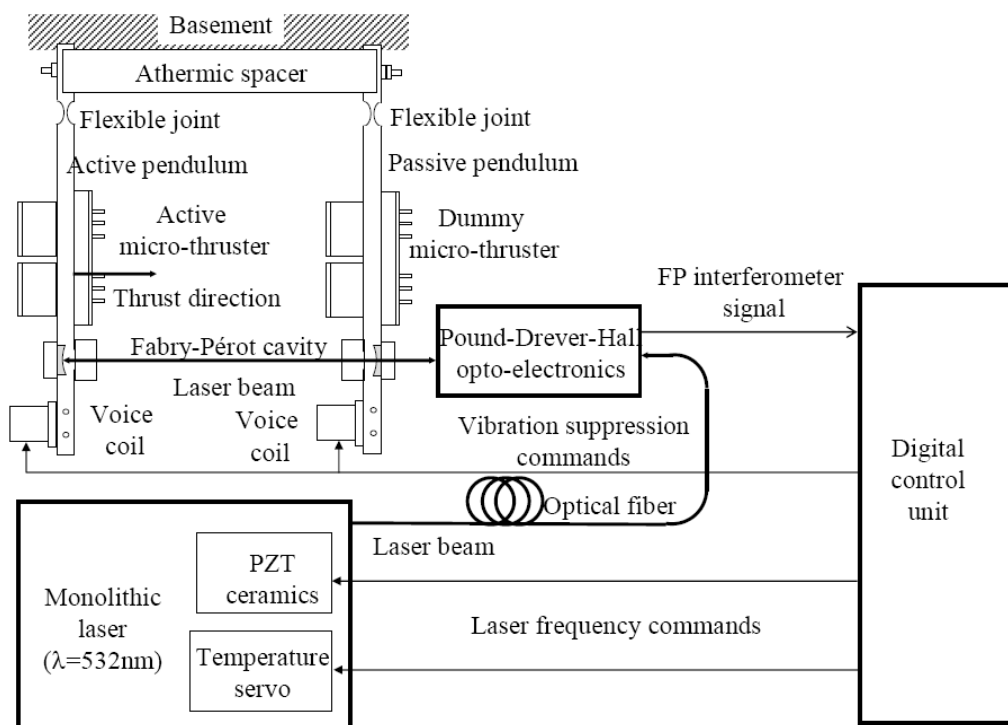 Basement
Athermic spacer
Flexible joint
Flexible joint
Active pendulum
Passive pendulum
Active
micro-thruster
Dummy
micro-thruster
Thrust direction
FP interferometer
signal
Fabry-Pérot cavity
Laser beam
Pound-Drever-Hall
opto-electronics
Voice
coil
Voice
coil
Vibration suppression
commands
Digital
control
unit
Optical fiber
Laser beam
Monolithic
laser
(λ=532nm)
PZT
ceramics
Temperature
servo
Laser frequency commands